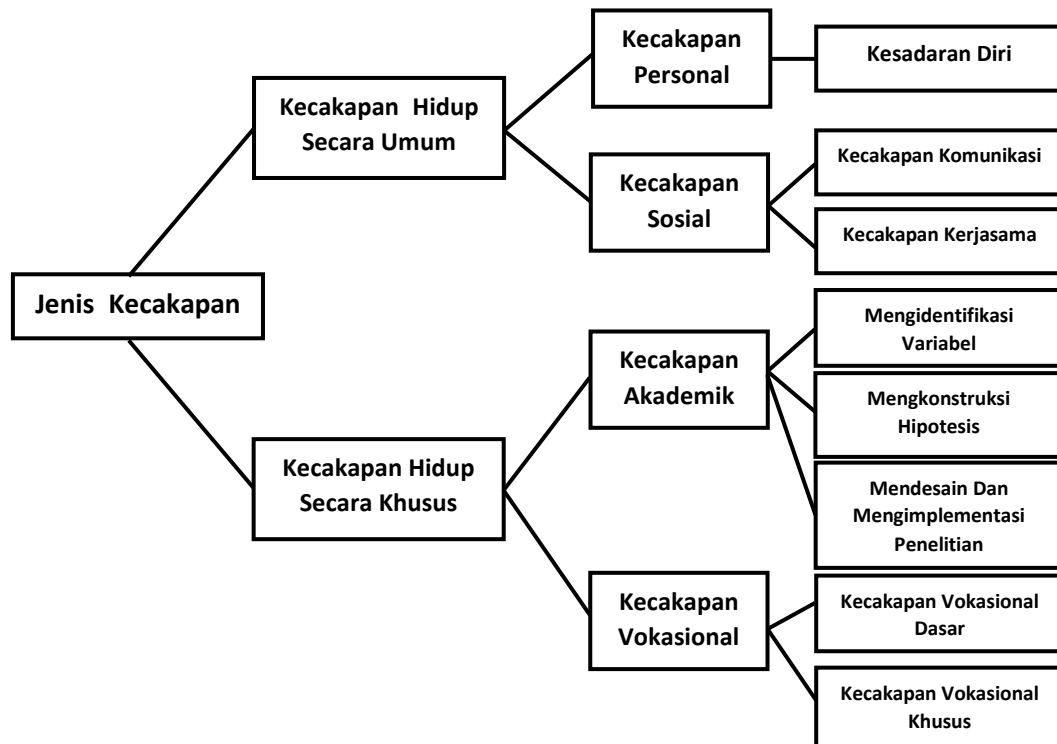 Jenis Kecakapan
Kecakapan Hidup
Secara Umum
Kecakapan
Personal
Kesadaran Diri
Kecakapan
Sosial
Kecakapan Komunikasi
Kecakapan Kerjasama
Kecakapan Hidup
Secara Khusus
Kecakapan
Akademik
Mengidentifikasi
Variabel
Mengkonstruksi
Hipotesis
Mendesain Dan
Mengimplementasi
Penelitian
Kecakapan
Vokasional
Kecakapan Vokasional
Dasar
Kecakapan Vokasional
Khusus